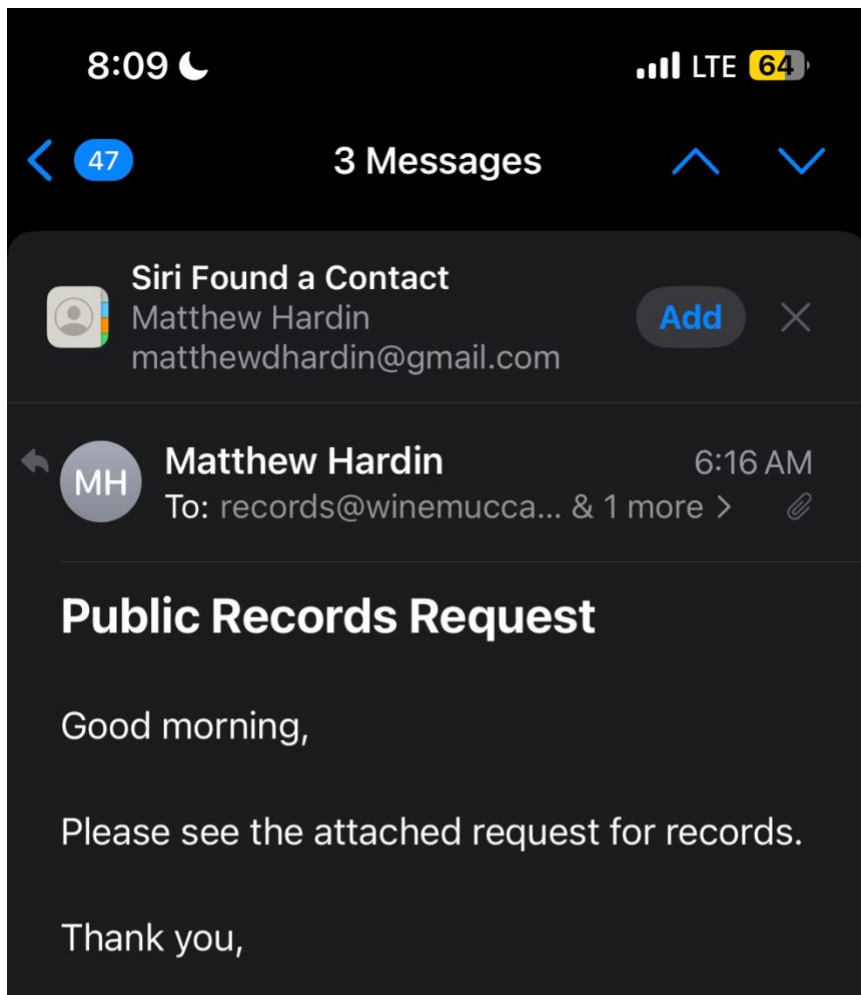 8:09 LTE 64
47 3 Messages
Siri Found a Contact
Matthew Hardin Add
matthewdhardin@gmail.com
MH Matthew Hardin 6:16 AM
To: records@winemucca... & 1 more >
Public Records Request
Good morning,
Please see the attached request for records.
Thank you,